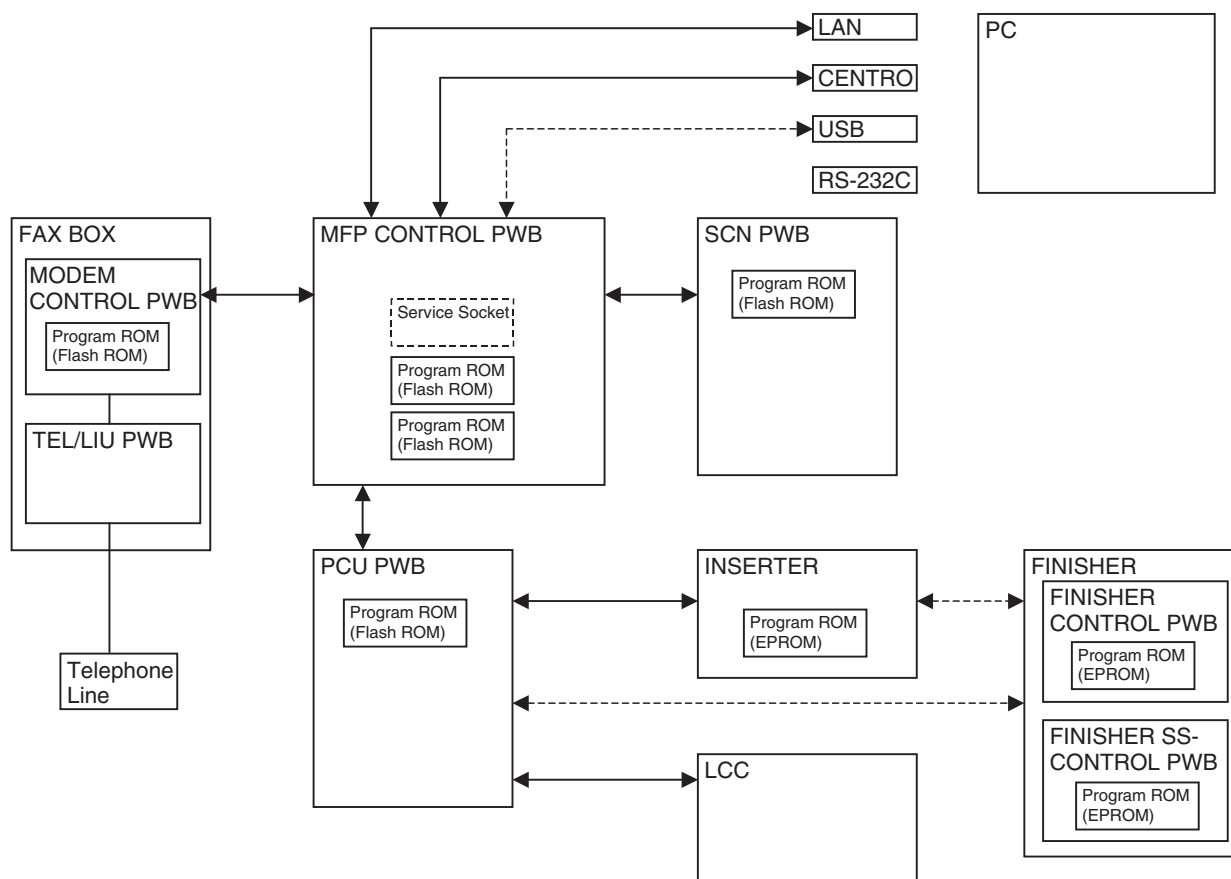 LAN
PC
CENTRO
USB
RS-232C
FAX BOX
MODEM
CONTROL PWB
Program ROM
(Flash ROM)
TEL/LIU PWB
Telephone
Line
MFP CONTROL PWB
Service Socket
Program ROM
(Flash ROM)
Program ROM
(Flash ROM)
SCN PWB
Program ROM
(Flash ROM)
PCU PWB
Program ROM
(Flash ROM)
INSERTER
Program ROM
(EPROM)
LCC
FINISHER
FINISHER
CONTROL PWB
Program ROM
(EPROM)
FINISHER SS-
CONTROL PWB
Program ROM
(EPROM)